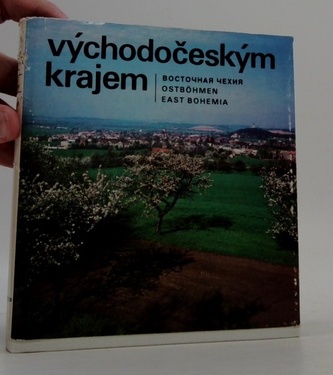 východočeským
krajem
ВОСТОЧНАЯ ЧЕХИЯ
OSTBÖHMEN
EAST BOHEMIA